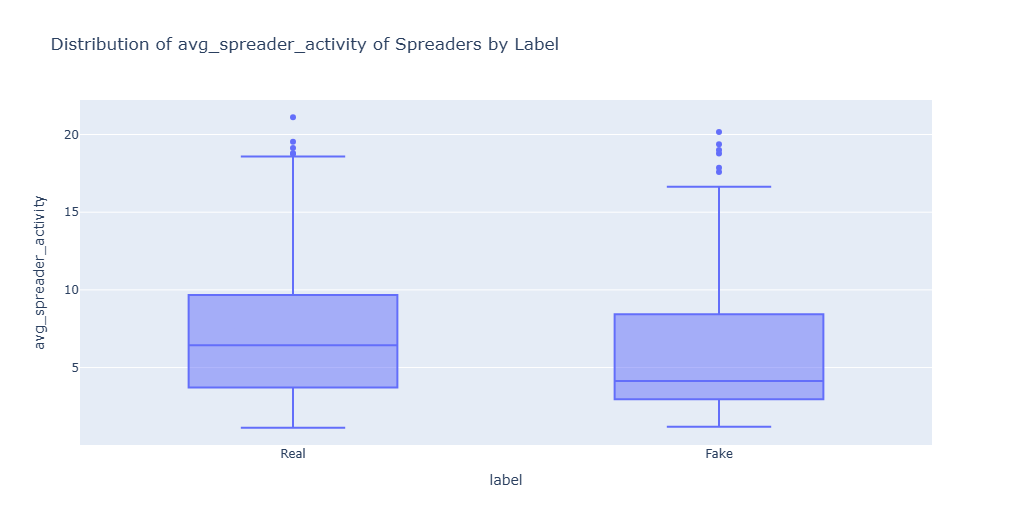 Distribution of avg_spreader_activity of Spreaders by Label
avg_spreader_activity
20
15
10
5
Real
Fake
label